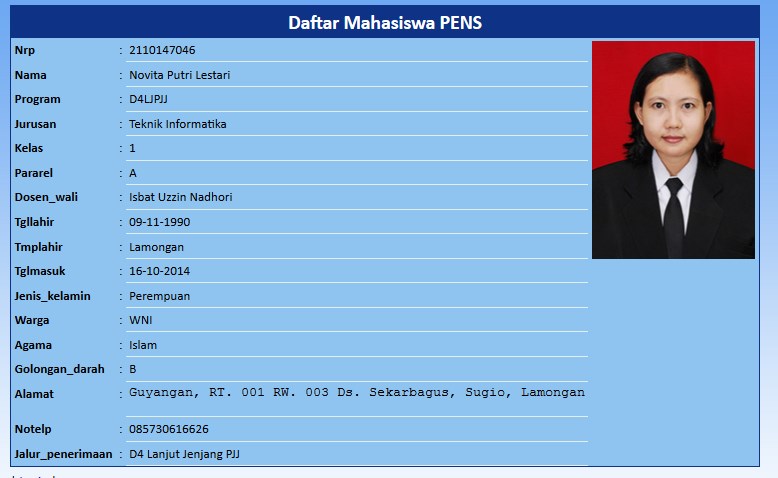 Daftar Mahasiswa PENS
Nrp : 2110147046
Nama : Novita Putri Lestari
Program : D4LJPJJ
Jurusan : Teknik Informatika
Kelas : 1
Pararel : A
Dosen_wali : Isbat Uzzin Nadhori
Tgllahir : 09-11-1990
Tmplahir : Lamongan
Tglmasuk : 16-10-2014
Jenis_kelamin : Perempuan
Warga : WNI
Agama : Islam
Golongan_darah : B
Alamat : Guyangan, RT. 001 RW. 003 Ds. Sekarbagus, Sugio, Lamongan
Notelp : 085730616626
Jalur_penerimaan : D4 Lanjut Jenjang PJJ